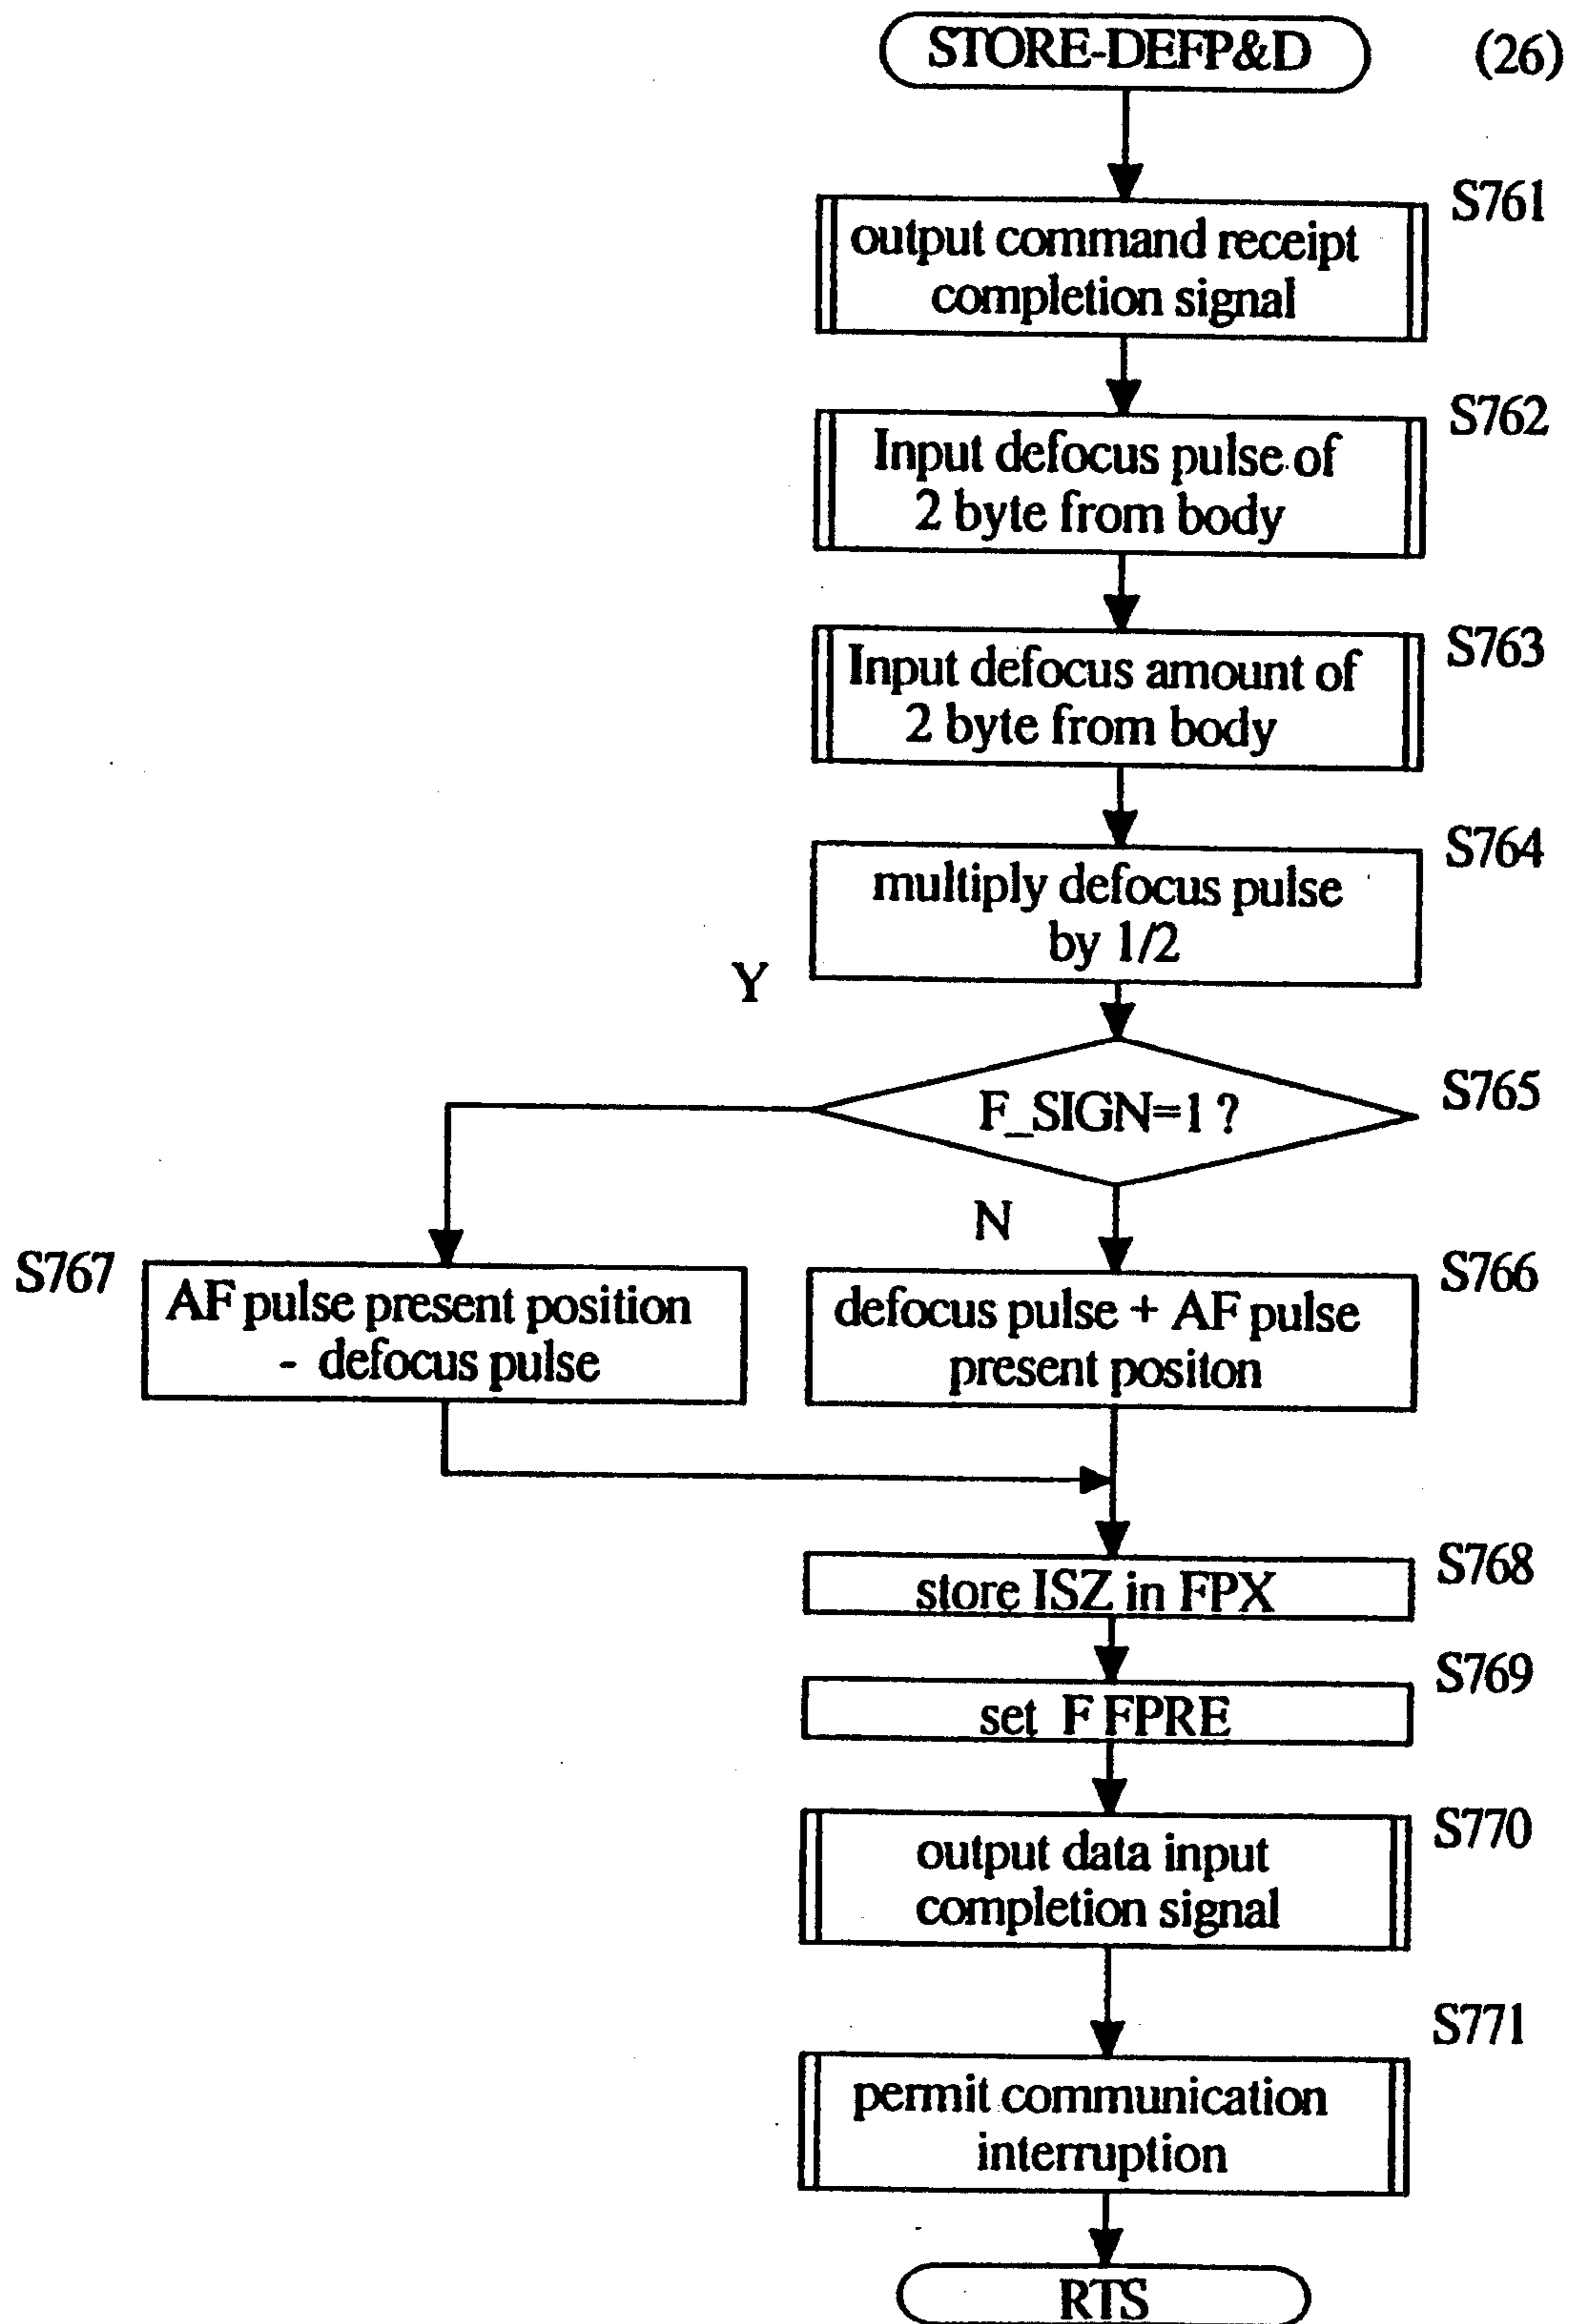 STORE-DEFP&D (26)
S761
output command receipt
completion signal
S762
Input defocus pulse of
2 byte from body
S763
Input defocus amount of
2 byte from body
S764
multiply defocus pulse
by 1/2
Y
F_SIGN=1 ?
S765
N
S767
AF pulse present position
- defocus pulse
S766
defocus pulse + AF pulse
present positon
S768
store ISZ in FPX
S769
set F FPRE
S770
output data input
completion signal
S771
permit communication
interruption
RTS